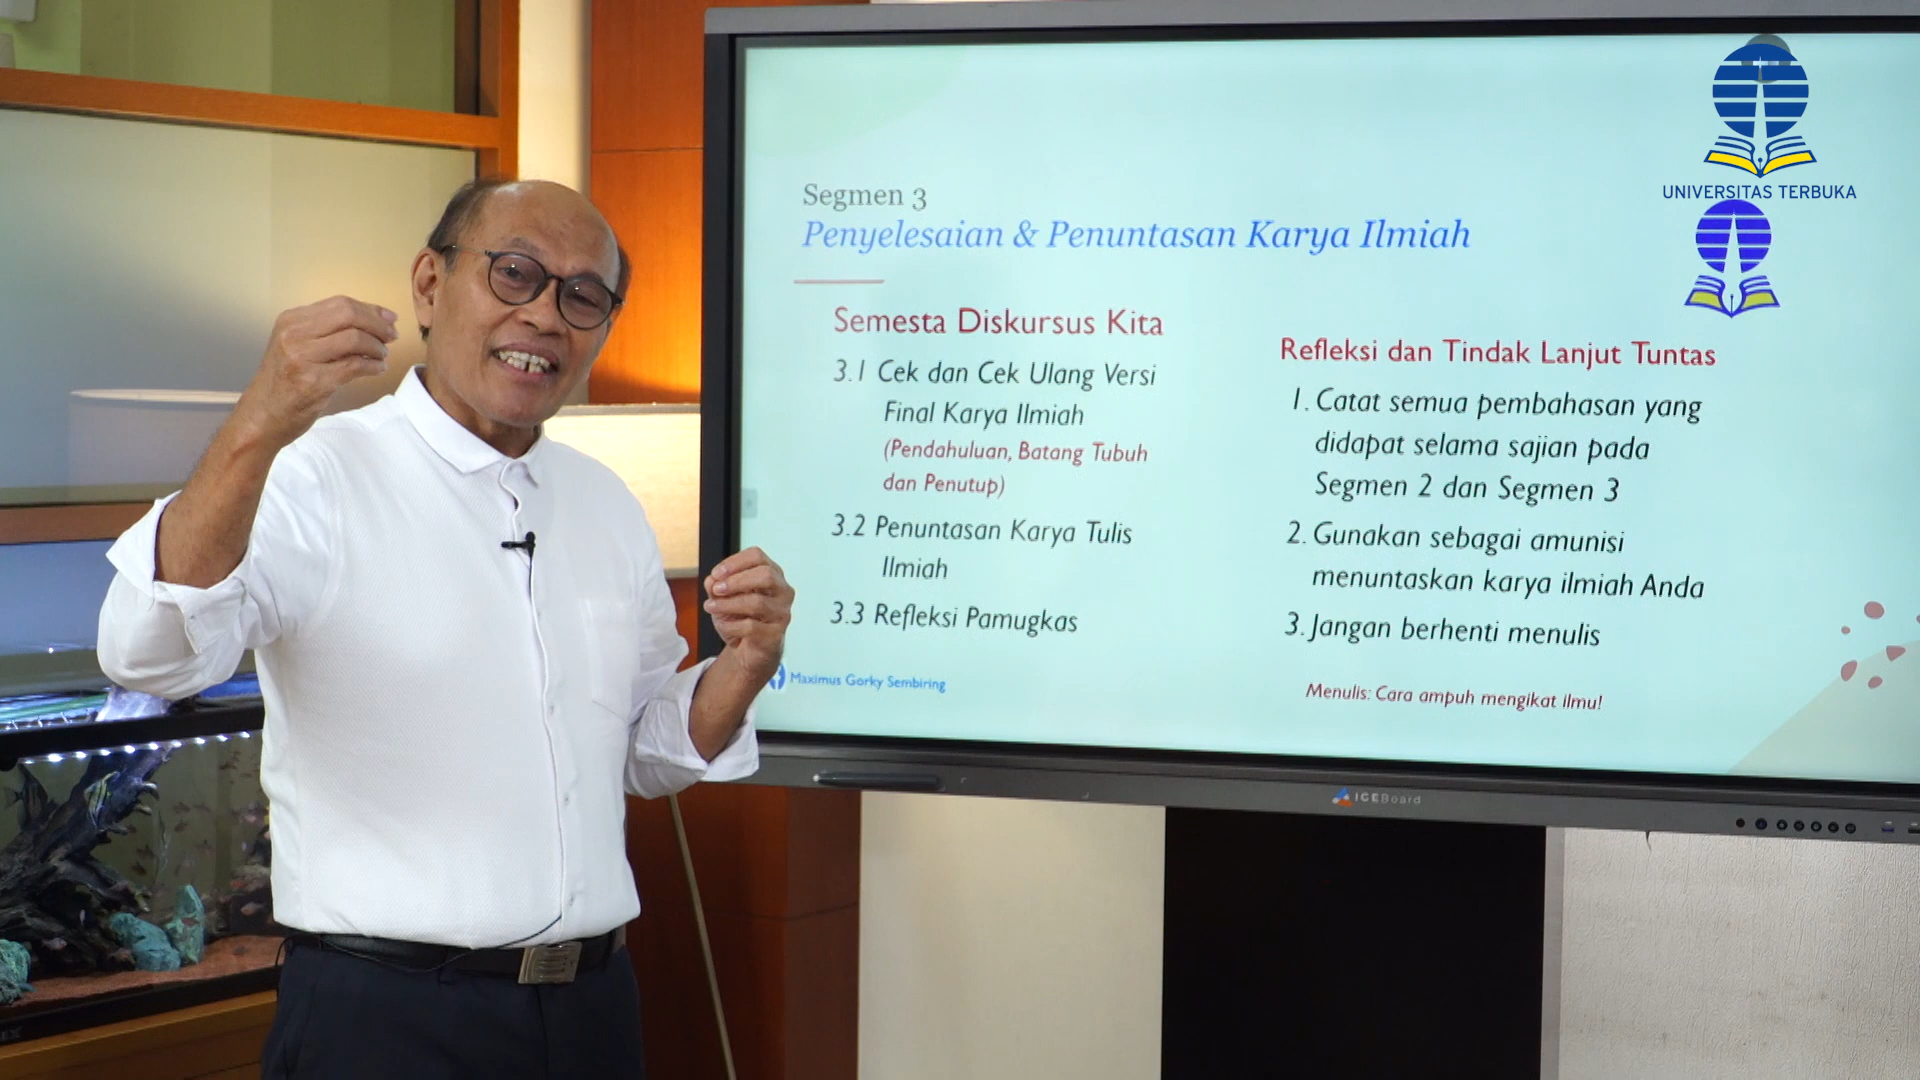 UNIVERSITAS TERBUKA
Segmen 3
Penyelesaian & Penuntasan Karya Ilmiah
Semesta Diskursus Kita
3.1 Cek dan Cek Ulang Versi
Final Karya Ilmiah
(Pendahuluan, Batang Tubuh
dan Penutup)
3.2 Penuntasan Karya Tulis
Ilmiah
3.3 Refleksi Pamugkas
Maximus Gorky Sembiring
Refleksi dan Tindak Lanjut Tuntas
1. Catat semua pembahasan yang
didapat selama sajian pada
Segmen 2 dan Segmen 3
2. Gunakan sebagai amunisi
menuntaskan karya ilmiah Anda
3. Jangan berhenti menulis
Menulis: Cara ampuh mengikat ilmu!
IGEBoard